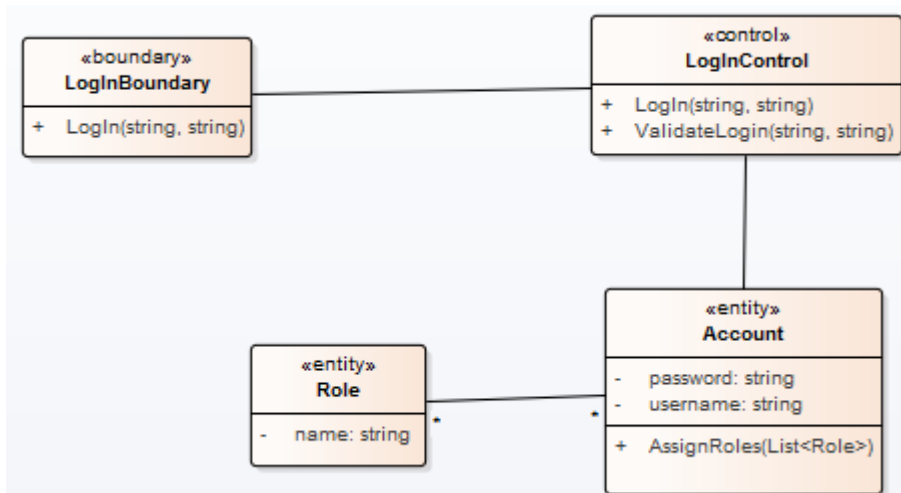 «boundary»
LogInBoundary
+ LogIn(string, string)
«control»
LogInControl
+ LogIn(string, string)
+ ValidateLogin(string, string)
«entity»
Role
- name: string
*
*
«entity»
Account
- password: string
- username: string
+ AssignRoles(List<Role>)